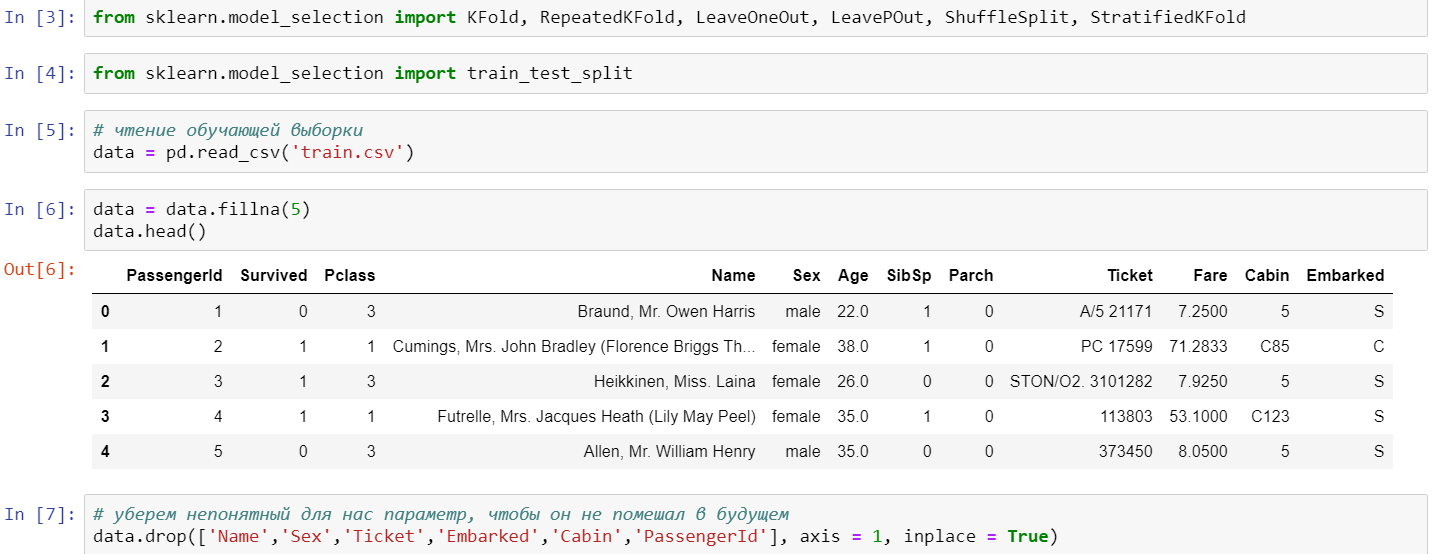 In [3]: from sklearn.model_selection import KFold, RepeatedKFold, LeaveOneOut, LeavePOut, ShuffleSplit, StratifiedKFold
In [4]: from sklearn.model_selection import train_test_split
In [5]: # чтение обучающей выборки
data = pd.read_csv('train.csv')
In [6]: data = data.fillna(5)
data.head()
Out[6]:
PassengerId Survived Pclass Name Sex Age SibSp Parch Ticket Fare Cabin Embarked
0 1 0 3 Braund, Mr. Owen Harris male 22.0 1 0 A/5 21171 7.2500 5 S
1 2 1 1 Cumings, Mrs. John Bradley (Florence Briggs Th... female 38.0 1 0 PC 17599 71.2833 C85 C
2 3 1 3 Heikkinen, Miss. Laina female 26.0 0 0 STON/O2. 3101282 7.9250 5 S
3 4 1 1 Futrelle, Mrs. Jacques Heath (Lily May Peel) female 35.0 1 0 113803 53.1000 C123 S
4 5 0 3 Allen, Mr. William Henry male 35.0 0 0 373450 8.0500 5 S
In [7]: # уберем непонятный для нас параметр, чтобы он не помешал в будущем
data.drop(['Name','Sex','Ticket','Embarked','Cabin','PassengerId'], axis = 1, inplace = True)